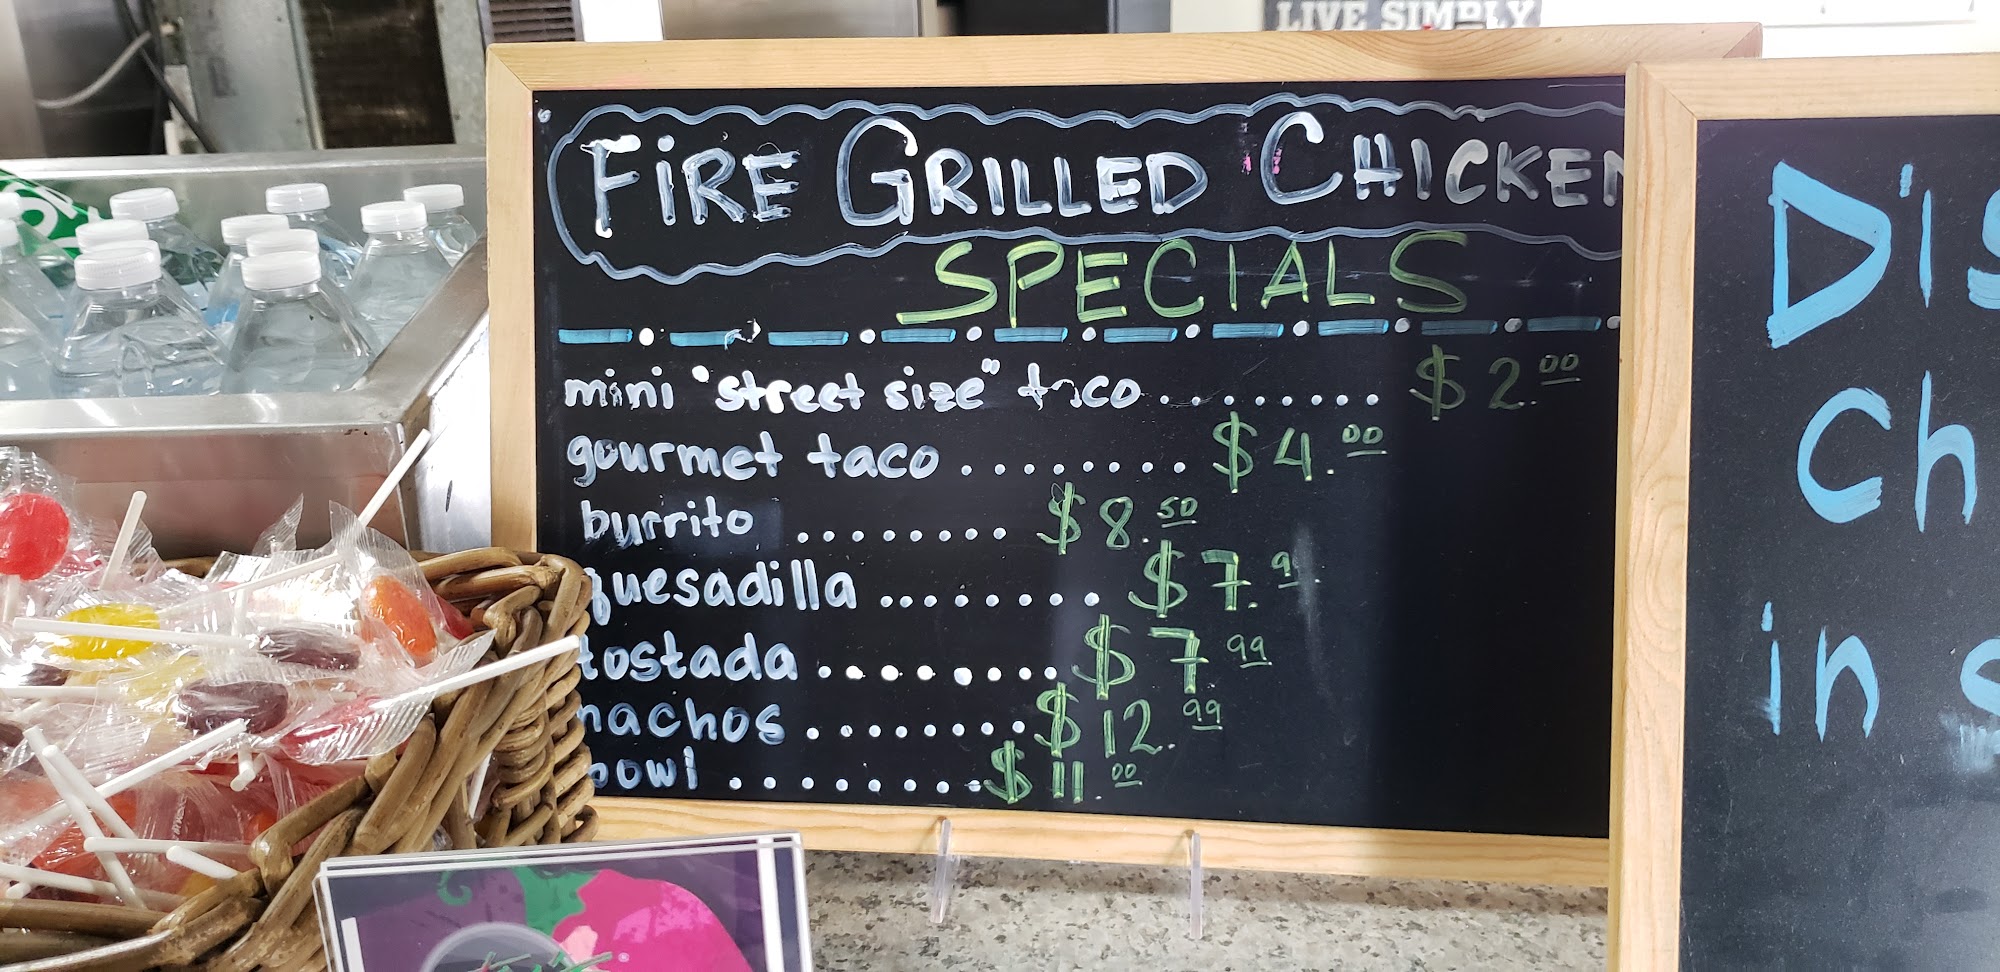 LIVE SIMPLY
FIRE GRILLED CHICKEN
SPECIALS
mini "street size" taco ........ $2.00
gourmet taco ........ $4.00
burrito ........ $8.50
quesadilla ........ $7.99
tostada ........ $7.99
nachos ........ $12.99
bowl ........ $11.00
Dis
Ch
in